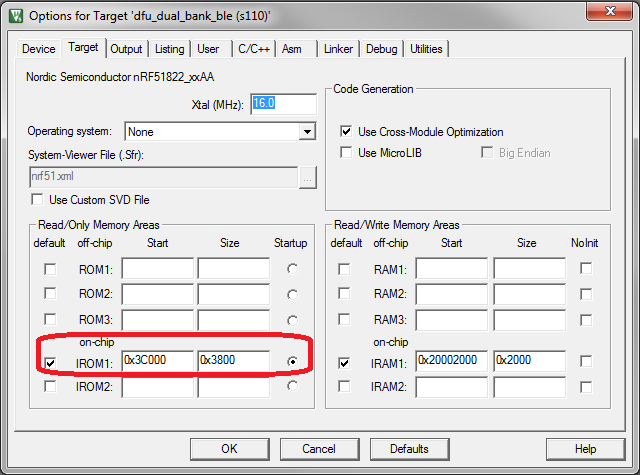 Options for Target 'dfu_dual_bank_ble (s110)'
Device Target Output Listing User C/C++ Asm Linker Debug Utilities
Nordic Semiconductor nRF51822_xxAA
Xtal (MHz): 16.0
Operating system: None
System-Viewer File (.Sfr):
nrf51.xml ...
Use Custom SVD File
Code Generation
Use Cross-Module Optimization
Use MicroLIB Big Endian
Read/Only Memory Areas
default off-chip Start Size Startup
ROM1:
ROM2:
ROM3:
on-chip
IROM1: 0x3C000 0x3800
IROM2:
Read/Write Memory Areas
default off-chip Start Size NoInit
RAM1:
RAM2:
RAM3:
on-chip
IRAM1: 0x20002000 0x2000
IRAM2:
OK Cancel Defaults Help